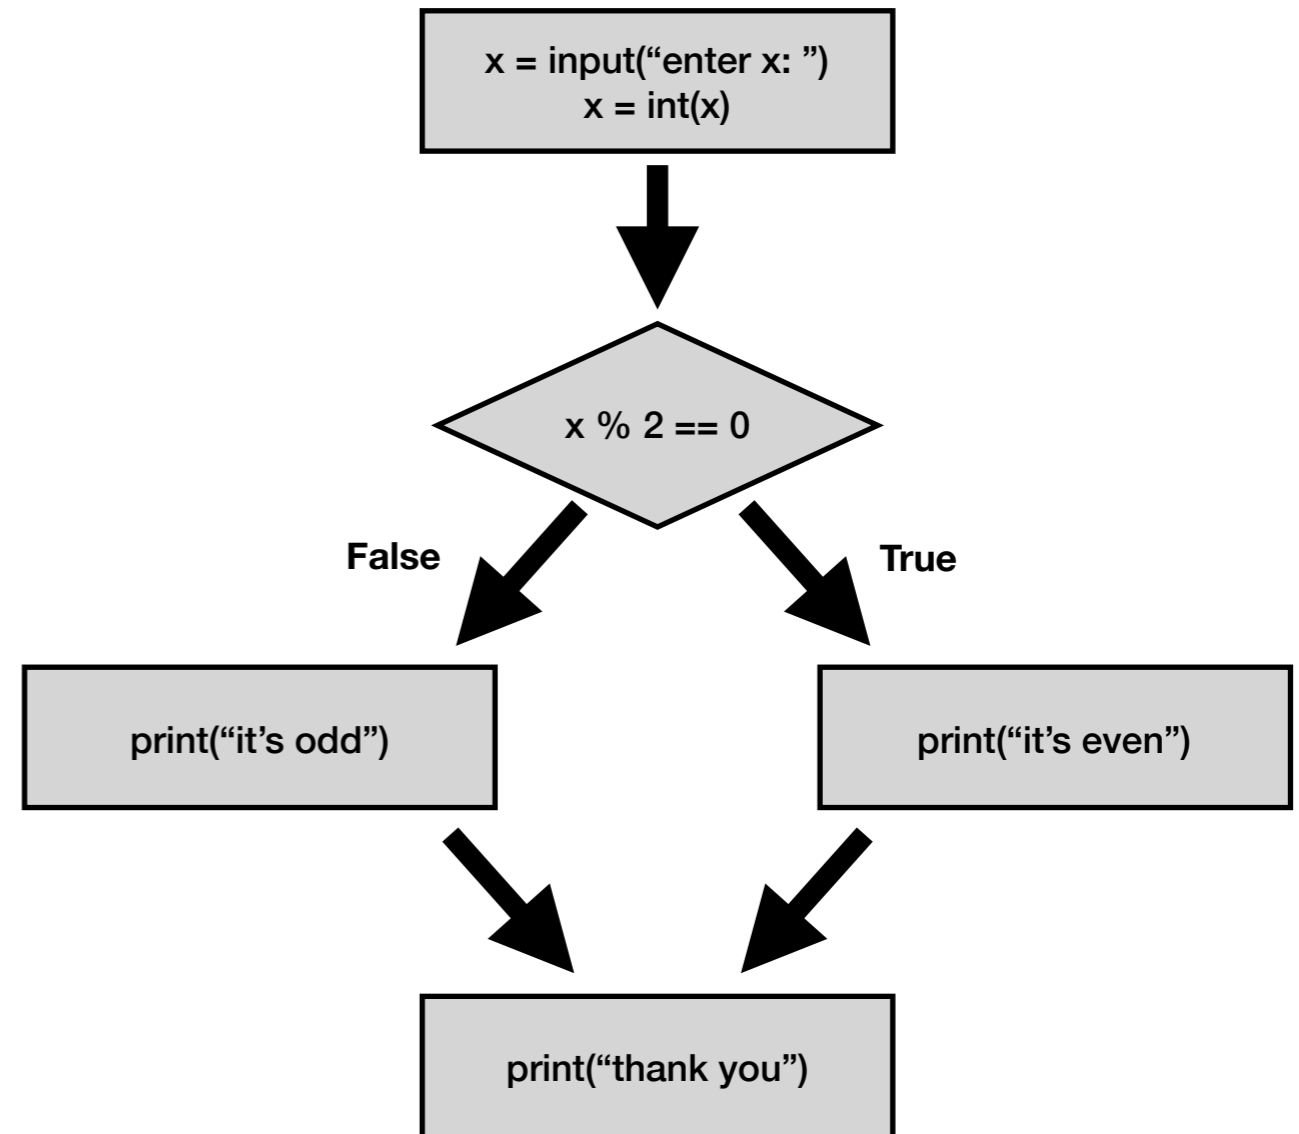 x = input(“enter x: ”)
x = int(x)
x % 2 == 0
False
True
print(“it’s odd”)
print(“it’s even”)
print(“thank you”)